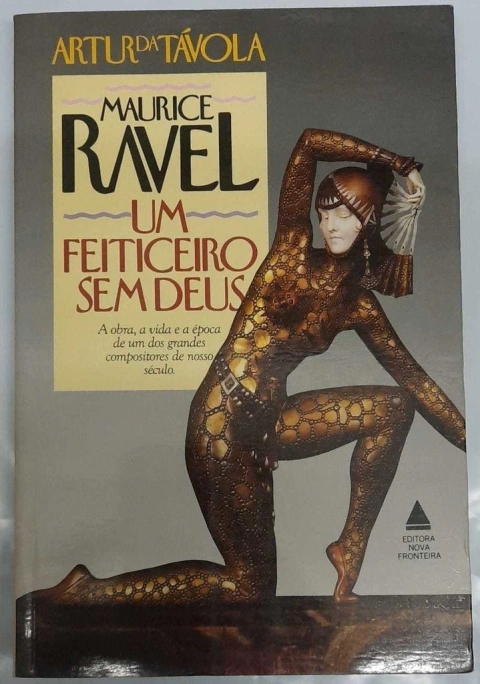 ARTUR DA TÁVOLA
MAURICE
RAVEL
UM
FEITICEIRO
SEM DEUS
A obra, a vida e a época
de um dos grandes
compositores de nosso
século.
EDITORA
NOVA
FRONTEIRA